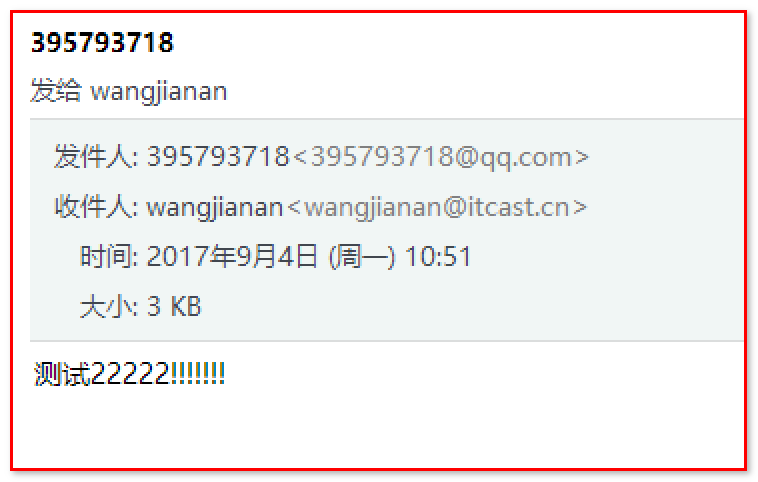 395793718
发给 wangjianan
发件人: 395793718<395793718@qq.com>
收件人: wangjianan<wangjianan@itcast.cn>
时间: 2017年9月4日 (周一) 10:51
大小: 3 KB
测试22222!!!!!!!